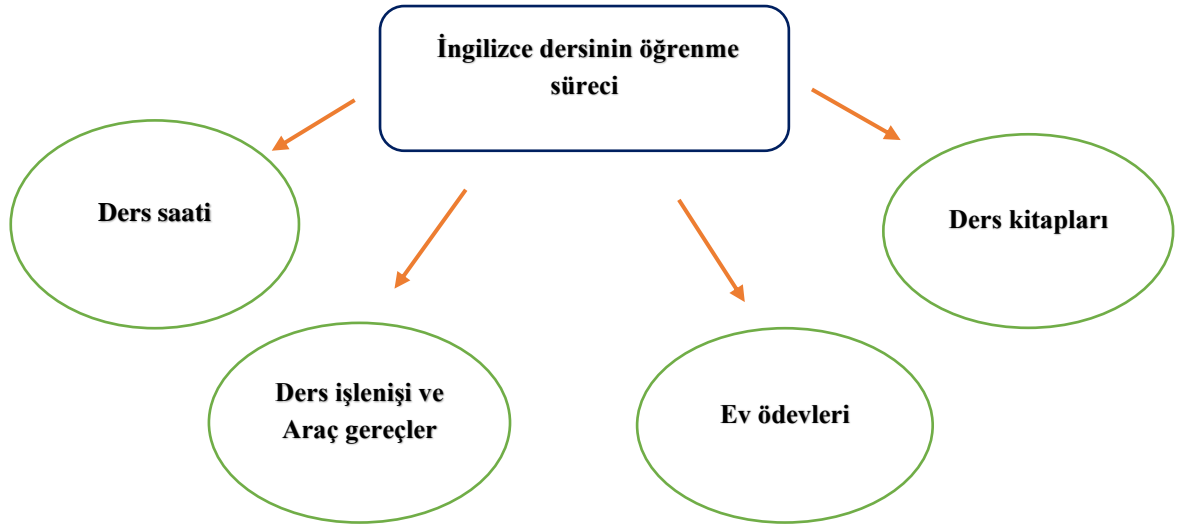 İngilizce dersinin öğrenme
süreci
Ders saati
Ders kitapları
Ders işlenişi ve
Araç gereçler
Ev ödevleri